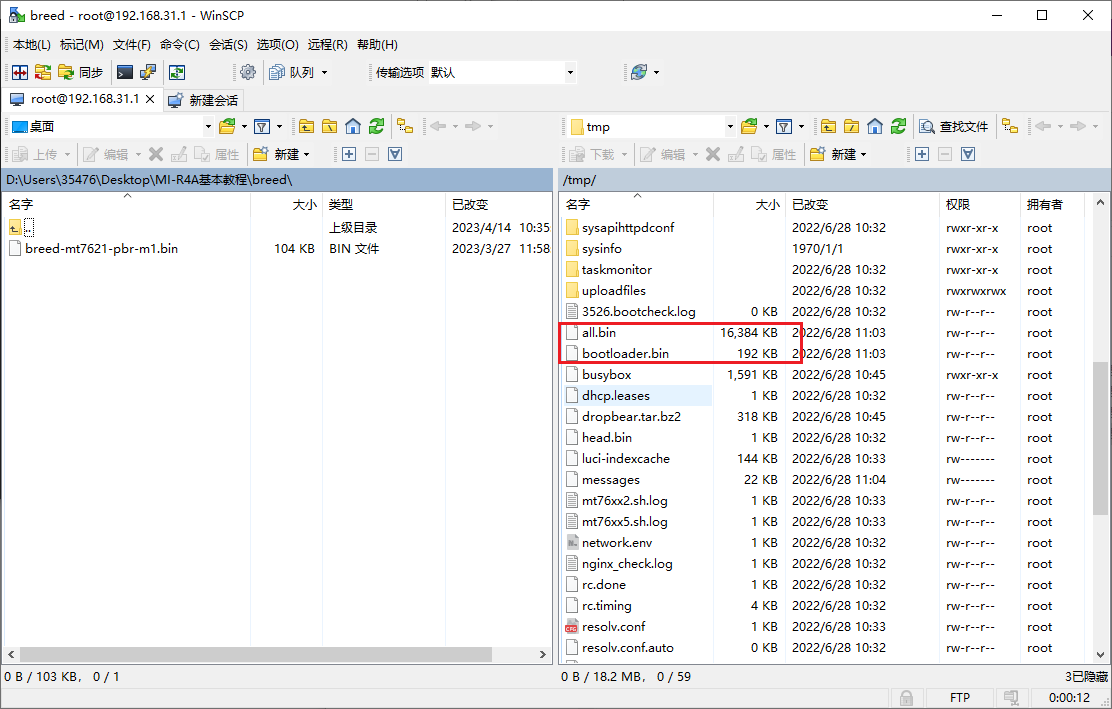 breed - root@192.168.31.1 - WinSCP
本地(L) 标记(M) 文件(F) 命令(C) 会话(S) 选项(O) 远程(R) 帮助(H)
同步 队列 传输选项 默认
root@192.168.31.1 新建会话
桌面
上传 编辑 属性 新建
D:\Users\35476\Desktop\MI-R4A基本教程\breed\
名字 大小 类型 已改变
.. 上级目录 2023/4/14 10:35
breed-mt7621-pbr-m1.bin 104 KB BIN 文件 2023/3/27 11:58
0 B / 103 KB, 0 / 1
tmp 查找文件
下载 编辑 属性 新建
/tmp/
名字 大小 已改变 权限 拥有者
sysapihttpdconf 2022/6/28 10:32 rwxr-xr-x root
sysinfo 1970/1/1 rwxr-xr-x root
taskmonitor 2022/6/28 10:32 rwxr-xr-x root
uploadfiles 2022/6/28 10:32 rwxrwxrwx root
3526.bootcheck.log 0 KB 2022/6/28 10:32 rw-r--r-- root
all.bin 16,384 KB 2022/6/28 11:03 rw-r--r-- root
bootloader.bin 192 KB 2022/6/28 11:03 rw-r--r-- root
busybox 1,591 KB 2022/6/28 10:45 rwxr-xr-x root
dhcp.leases 1 KB 2022/6/28 10:32 rw-r--r-- root
dropbear.tar.bz2 318 KB 2022/6/28 10:45 rw-r--r-- root
head.bin 1 KB 2022/6/28 10:32 rw-r--r-- root
luci-indexcache 144 KB 2022/6/28 10:33 rw------- root
messages 22 KB 2022/6/28 11:04 rw------- root
mt76xx2.sh.log 1 KB 2022/6/28 10:33 rw-r--r-- root
mt76xx5.sh.log 1 KB 2022/6/28 10:33 rw-r--r-- root
network.env 1 KB 2022/6/28 10:32 rw-r--r-- root
nginx_check.log 1 KB 2022/6/28 10:32 rw-r--r-- root
rc.done 1 KB 2022/6/28 10:32 rw-r--r-- root
rc.timing 4 KB 2022/6/28 10:32 rw-r--r-- root
resolv.conf 1 KB 2022/6/28 10:33 rw-r--r-- root
resolv.conf.auto 0 KB 2022/6/28 10:32 rw-r--r-- root
0 B / 18.2 MB, 0 / 59 3已隐藏
FTP 0:00:12